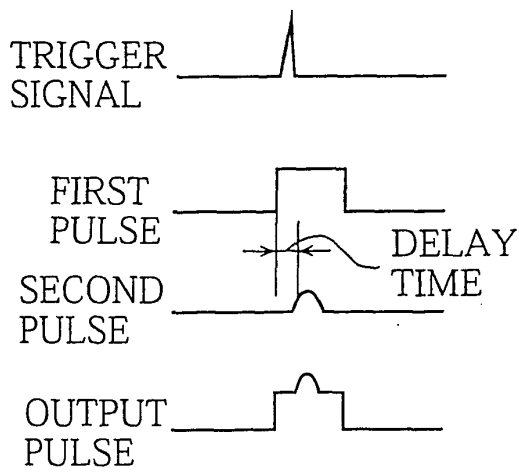 TRIGGER
SIGNAL
FIRST
PULSE
DELAY
TIME
SECOND
PULSE
OUTPUT
PULSE